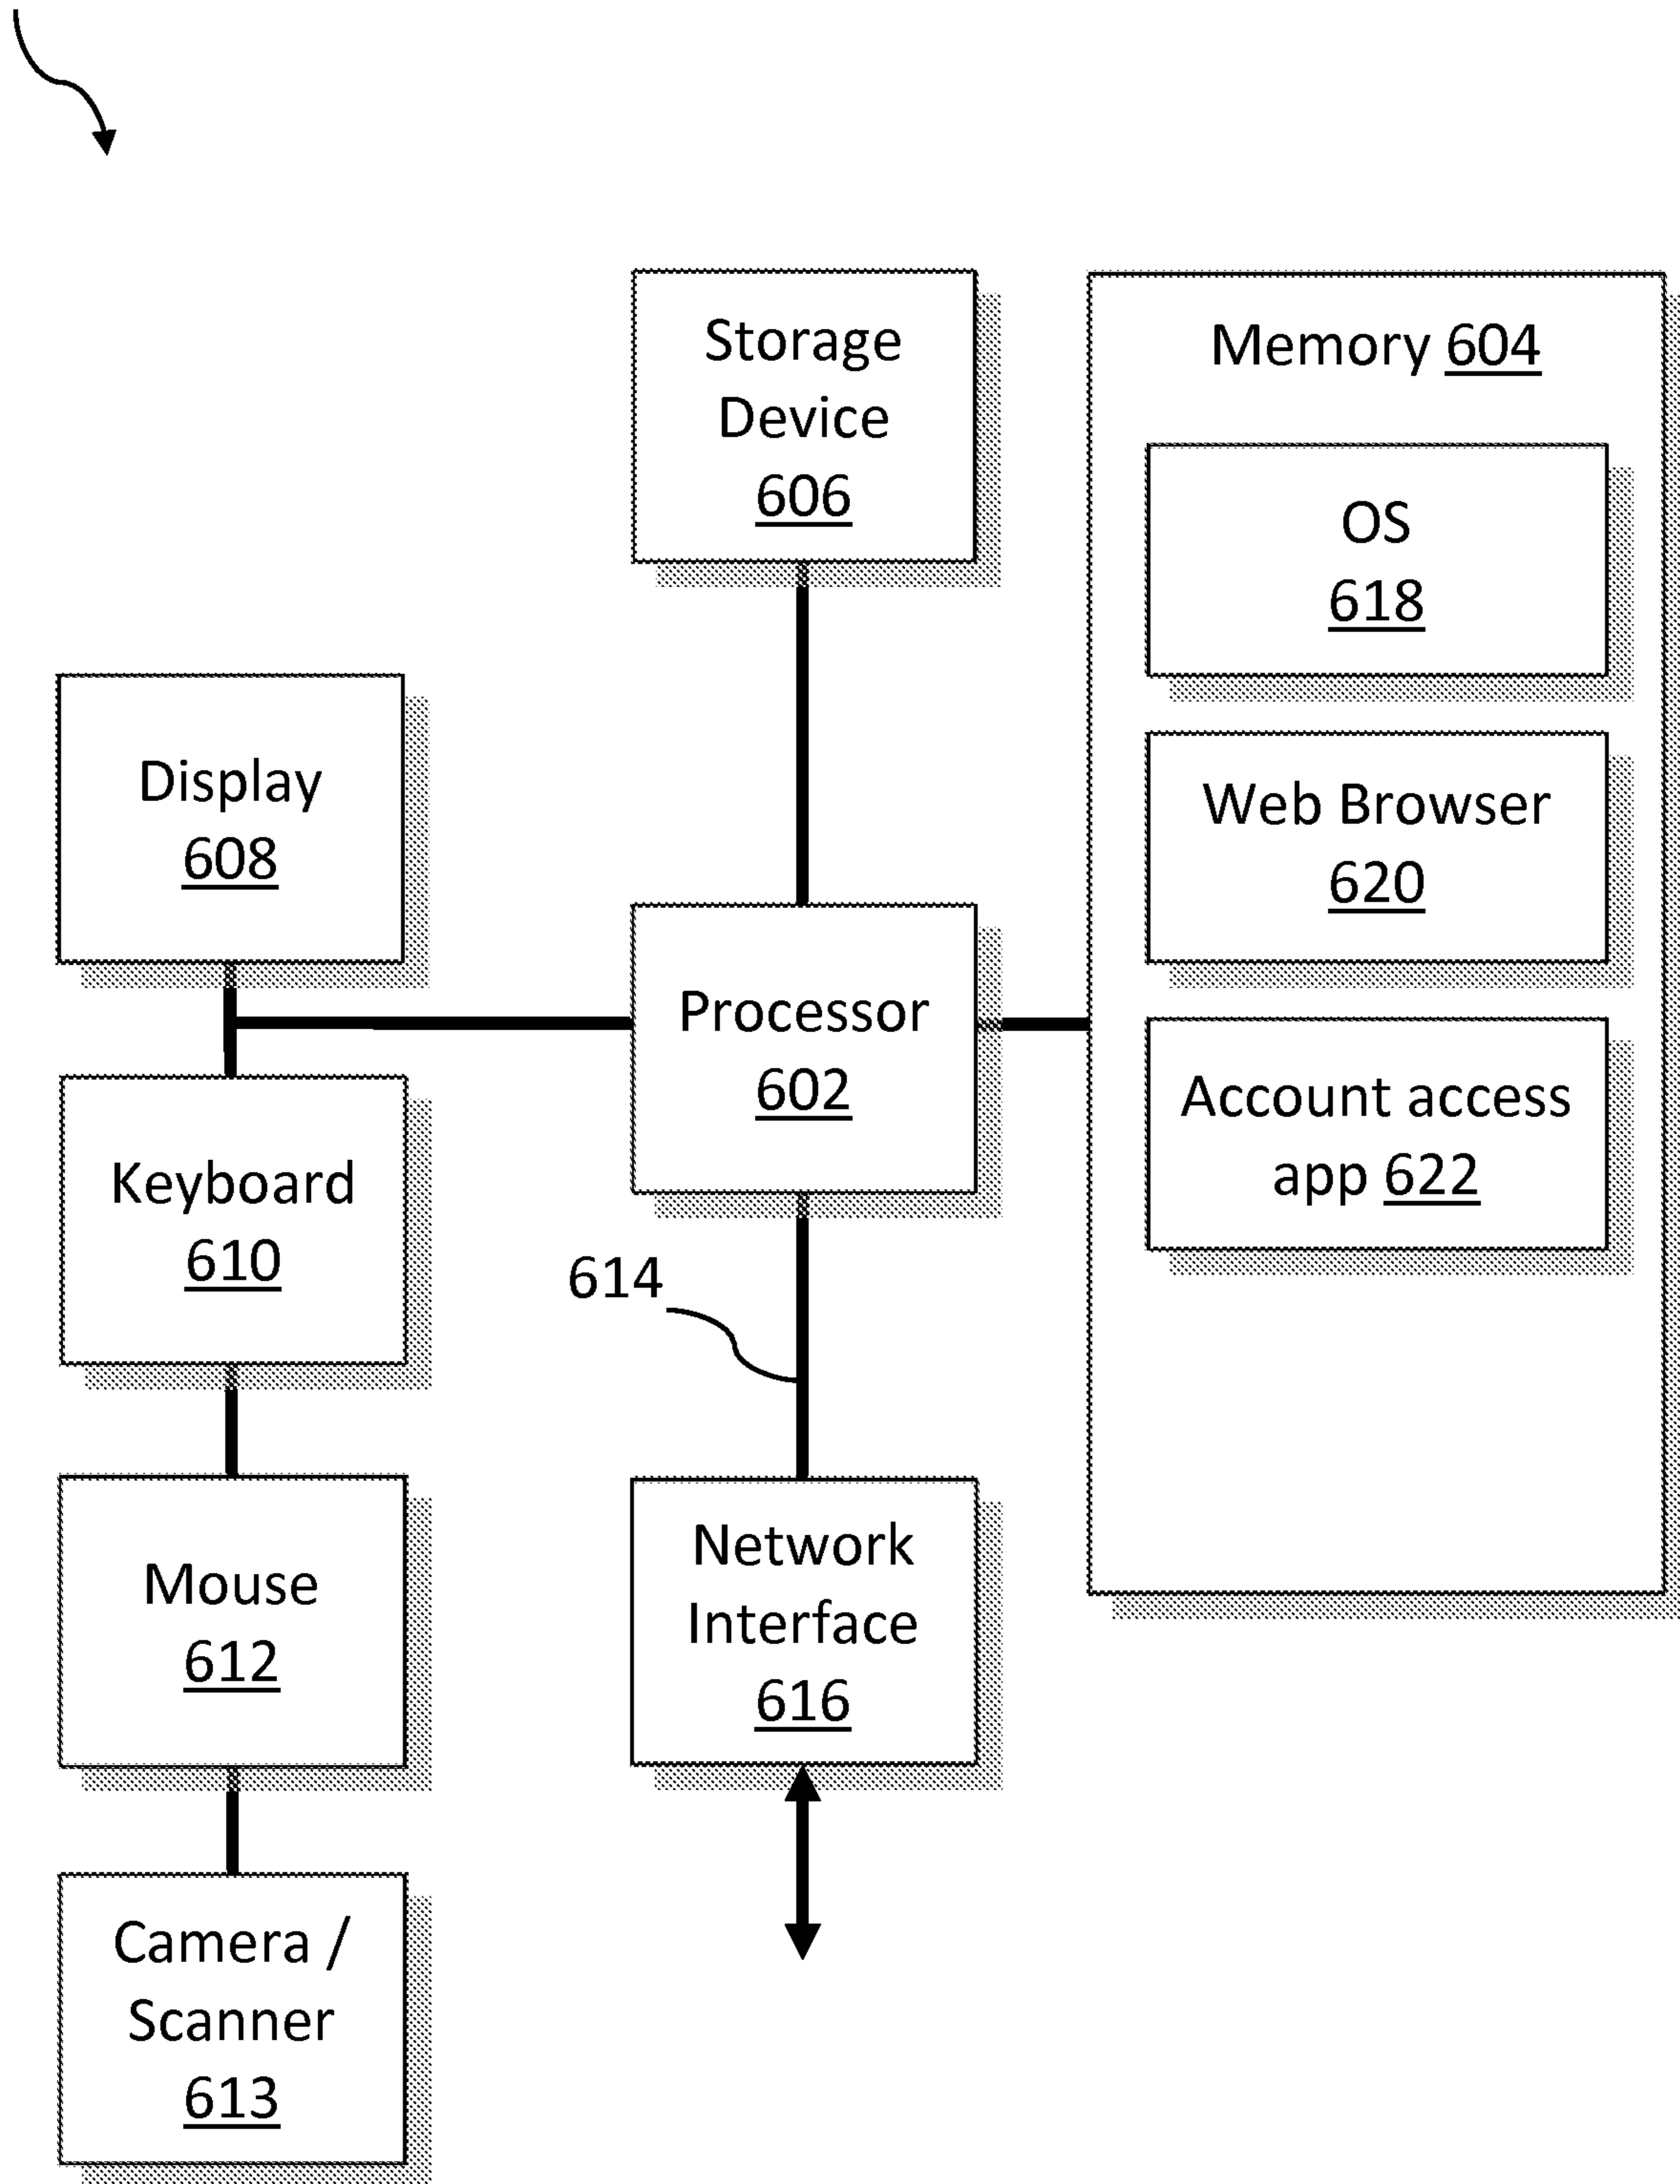 Storage
Device
606
Memory 604
OS
618
Display
608
Web Browser
620
Processor
602
Account access
app 622
Keyboard
610
614
Mouse
612
Network
Interface
616
Camera /
Scanner
613